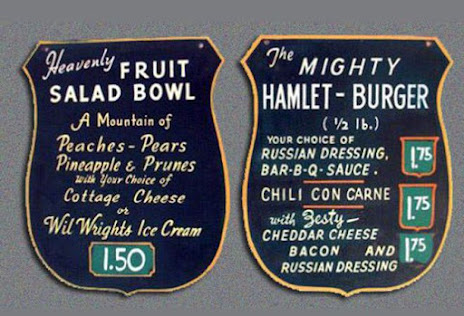 Heavenly FRUIT
SALAD BOWL
A Mountain of
Peaches - Pears
Pineapple & Prunes
with Your Choice of
Cottage Cheese
or
Wil Wrights Ice Cream
1.50
The MIGHTY
HAMLET - BURGER
( ½ lb. )
YOUR CHOICE OF
RUSSIAN DRESSING,
BAR-B-Q-SAUCE.
1.75
CHILI CON CARNE
1.75
with Zesty —
CHEDDAR CHEESE
BACON AND
RUSSIAN DRESSING
1.75